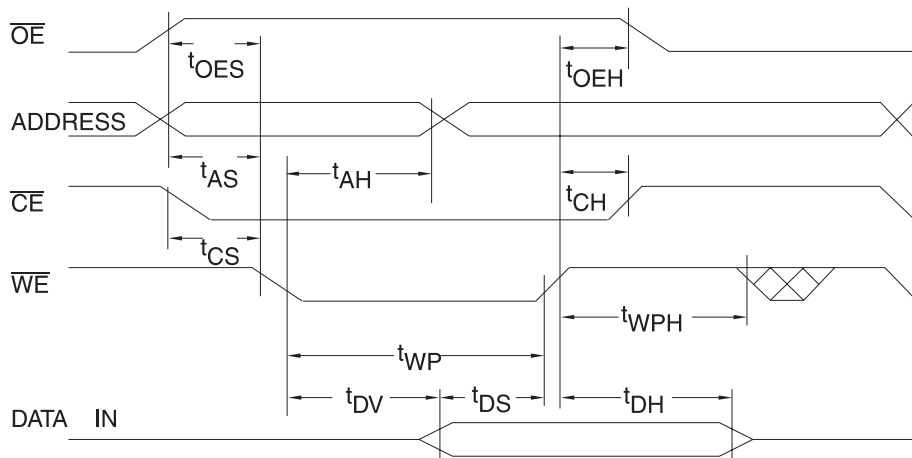 OE
tOES
tOEH
ADDRESS
tAS
tAH
CE
tCH
tCS
WE
tWPH
tWP
tDV
tDS
tDH
DATA IN